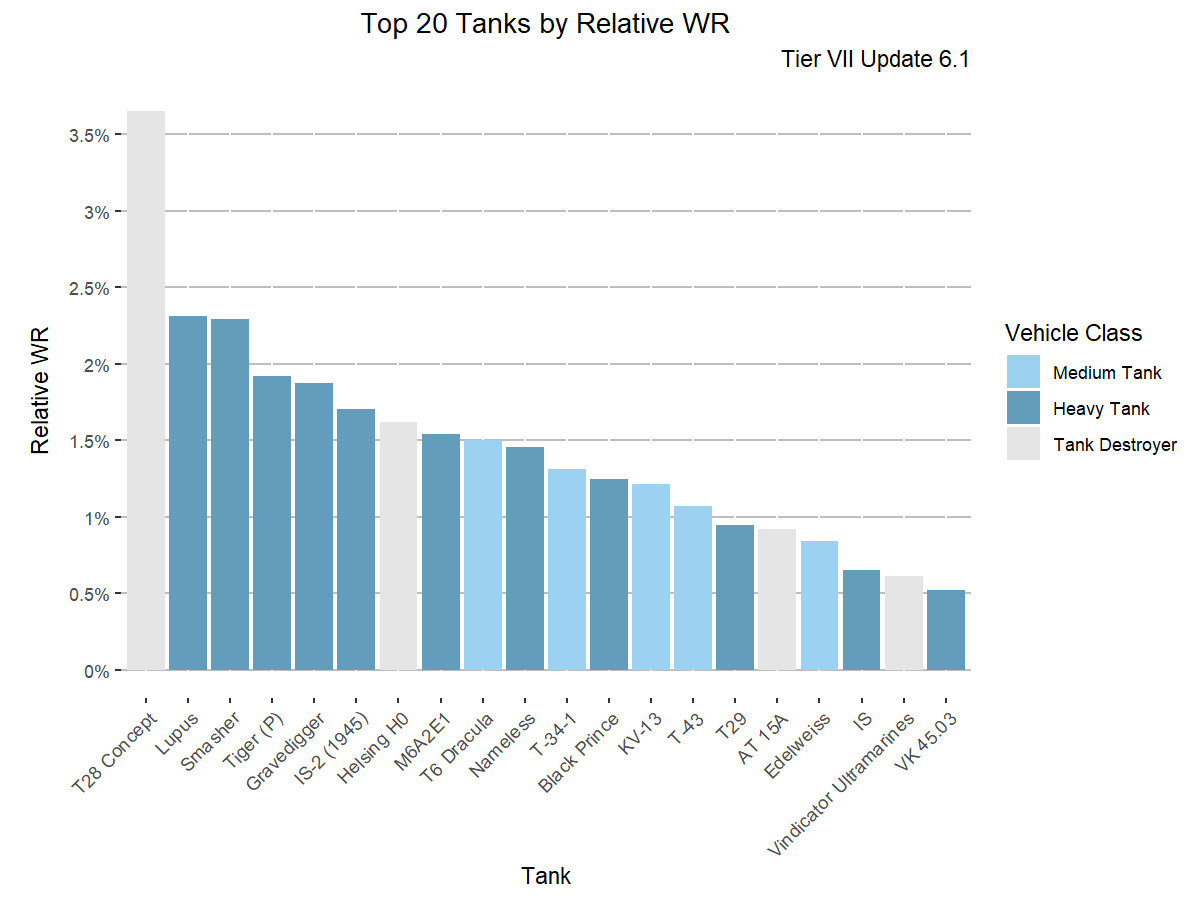 Top 20 Tanks by Relative WR
Tier VII Update 6.1
3.5%
3%
2.5%
2%
1.5%
1%
0.5%
0%
Relative WR
T28 Concept
Lupus
Smasher
Tiger (P)
Gravedigger
IS-2 (1945)
Helsing H0
M6A2E1
T6 Dracula
Nameless
T-34-1
Black Prince
KV-13
T-43
T29
AT 15A
Edelweiss
IS
Vindicator Ultramarines
VK 45.03
Tank
Vehicle Class
Medium Tank
Heavy Tank
Tank Destroyer